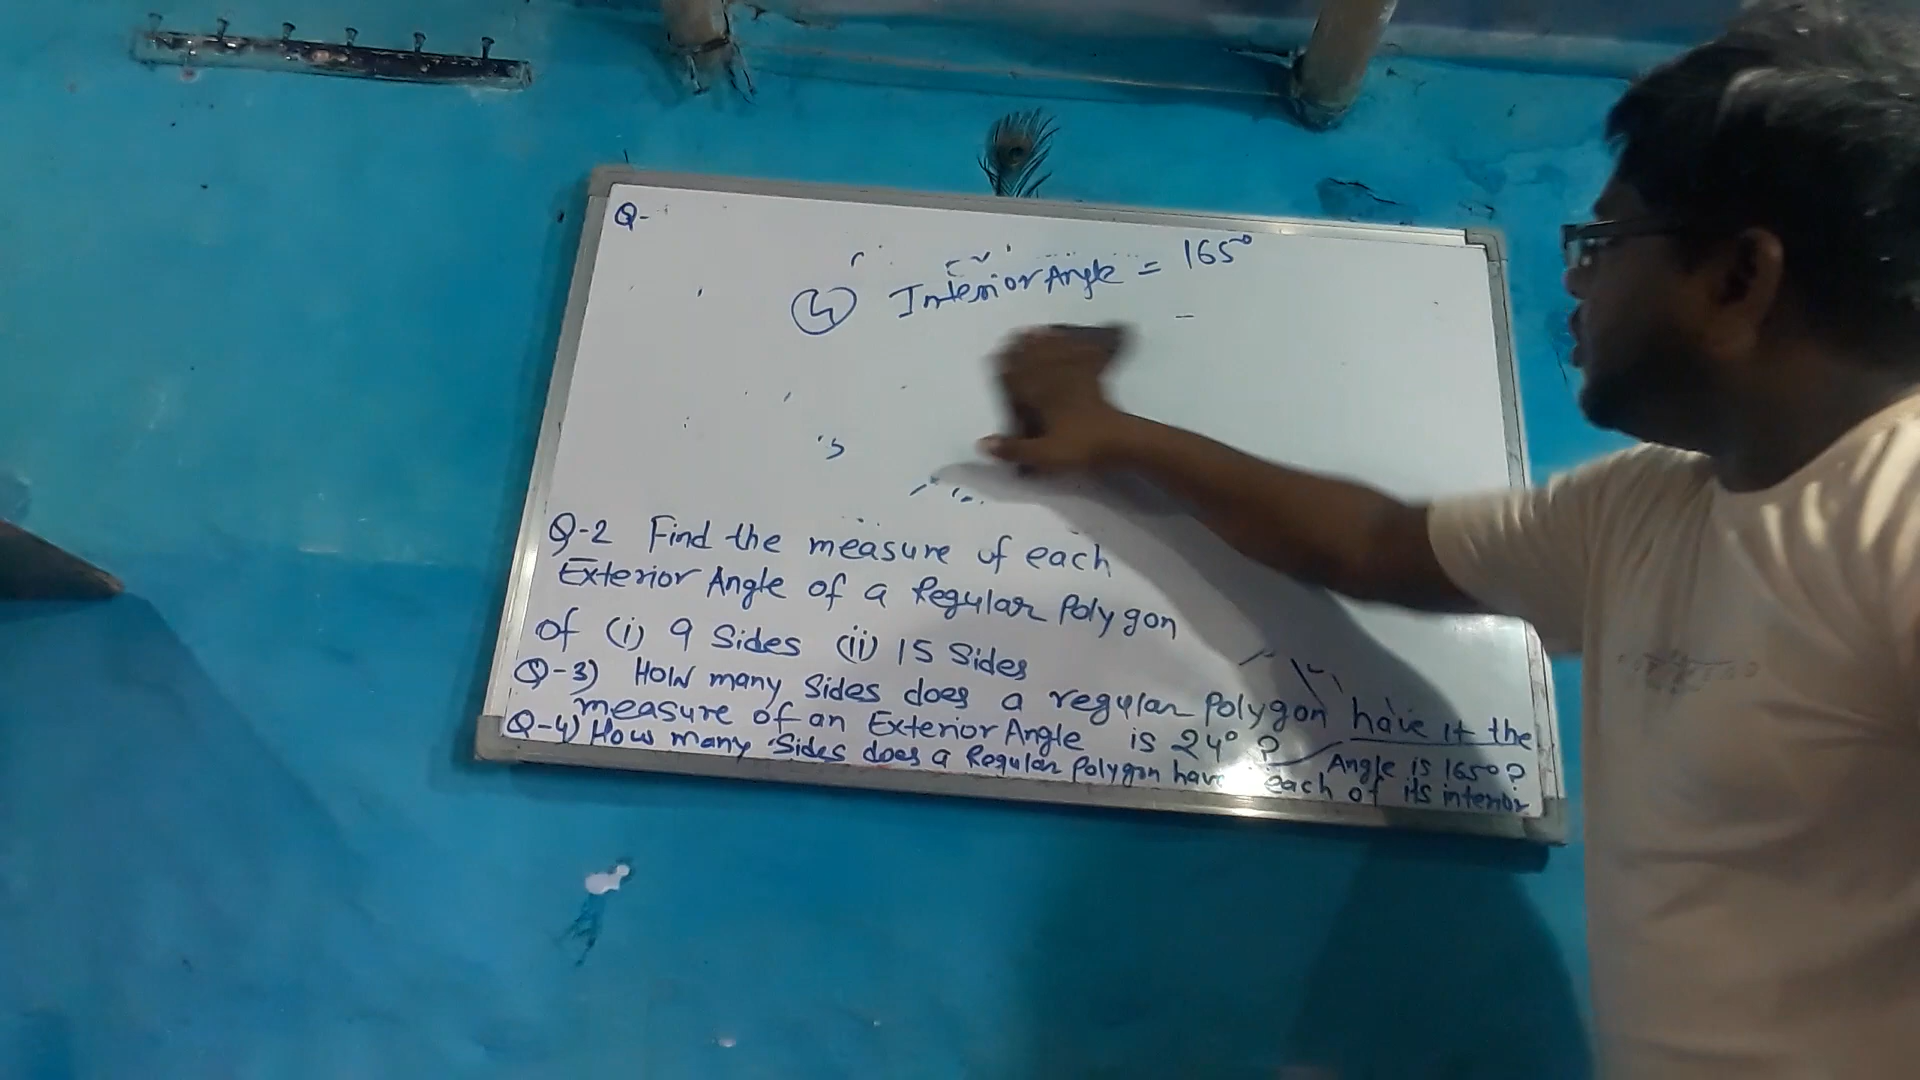 Q-
④ Interior Angle = 165°
Q-2 Find the measure of each
Exterior Angle of a Regular Polygon
of (i) 9 Sides (ii) 15 Sides
Q-3) How many Sides does a regular Polygon have if the
measure of an Exterior Angle is 24°?
Q-4) How many Sides does a Regular Polygon have each of its interior
Angle is 165°?